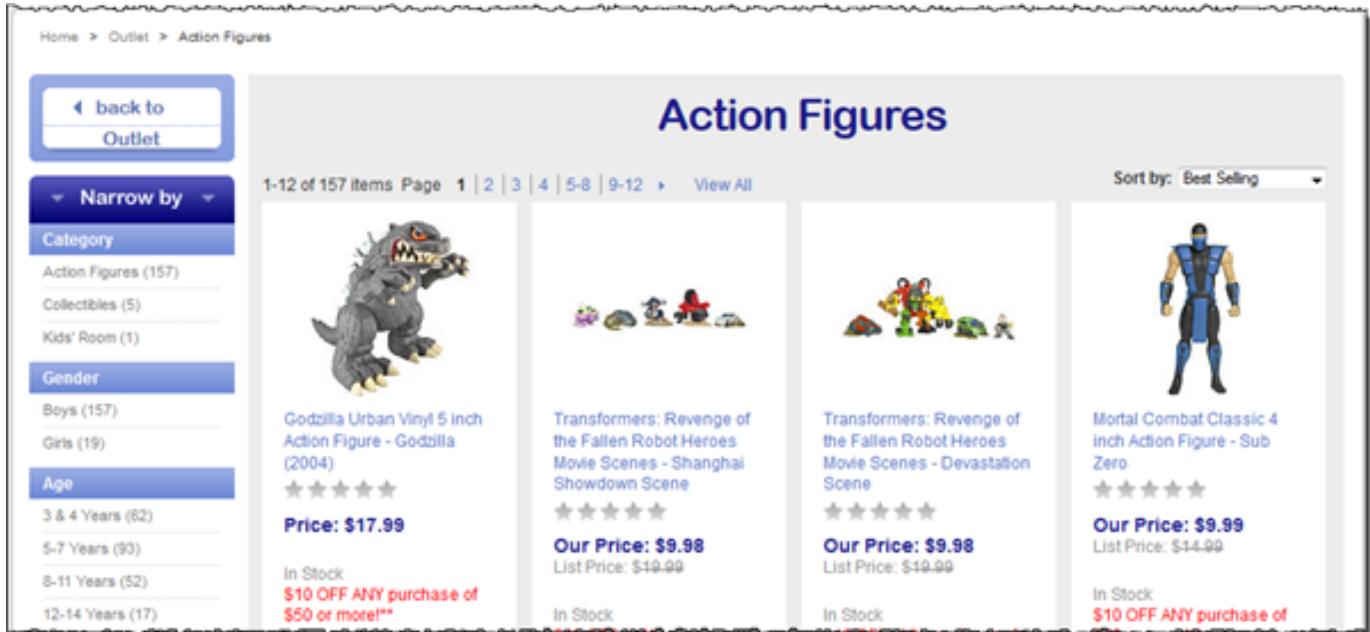 Home > Outlet > Action Figures
back to
Outlet
Narrow by
Category
Action Figures (157)
Collectibles (5)
Kids' Room (1)
Gender
Boys (157)
Girls (19)
Age
3 & 4 Years (62)
5-7 Years (93)
8-11 Years (52)
12-14 Years (17)
Action Figures
1-12 of 157 items Page 1 | 2 | 3 | 4 | 5-8 | 9-12 View All
Sort by: Best Selling
Godzilla Urban Vinyl 5 inch
Action Figure - Godzilla
(2004)
Price: $17.99
In Stock
$10 OFF ANY purchase of
$50 or more!**
Transformers: Revenge of
the Fallen Robot Heroes
Movie Scenes - Shanghai
Showdown Scene
Our Price: $9.98
List Price: $19.99
In Stock
Transformers: Revenge of
the Fallen Robot Heroes
Movie Scenes - Devastation
Scene
Our Price: $9.98
List Price: $19.99
In Stock
Mortal Combat Classic 4
inch Action Figure - Sub
Zero
Our Price: $9.99
List Price: $14.99
In Stock
$10 OFF ANY purchase of